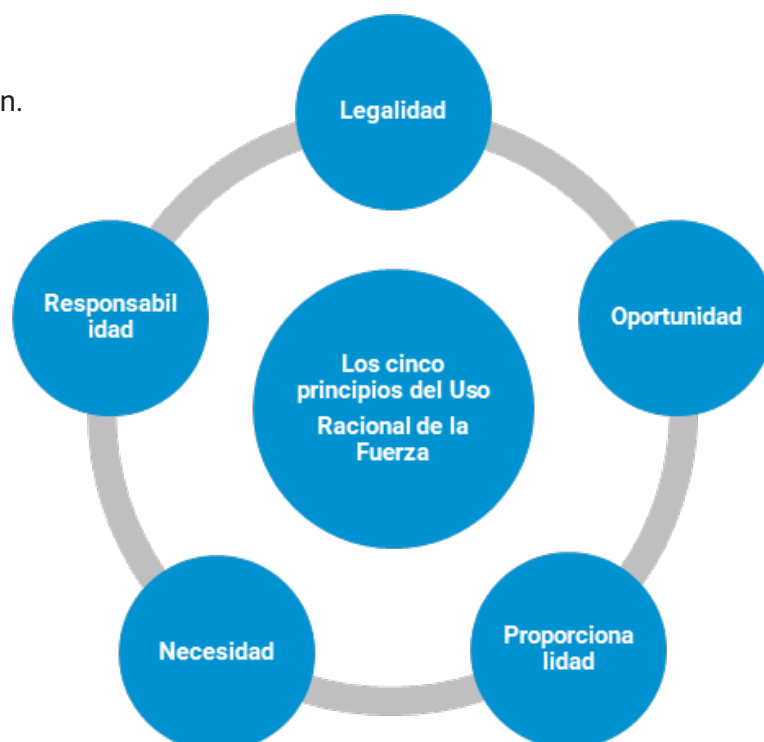 n.
Legalidad
Oportunidad
Responsabil
idad
Los cinco
principios del Uso
Racional de la
Fuerza
Necesidad
Proporciona
lidad